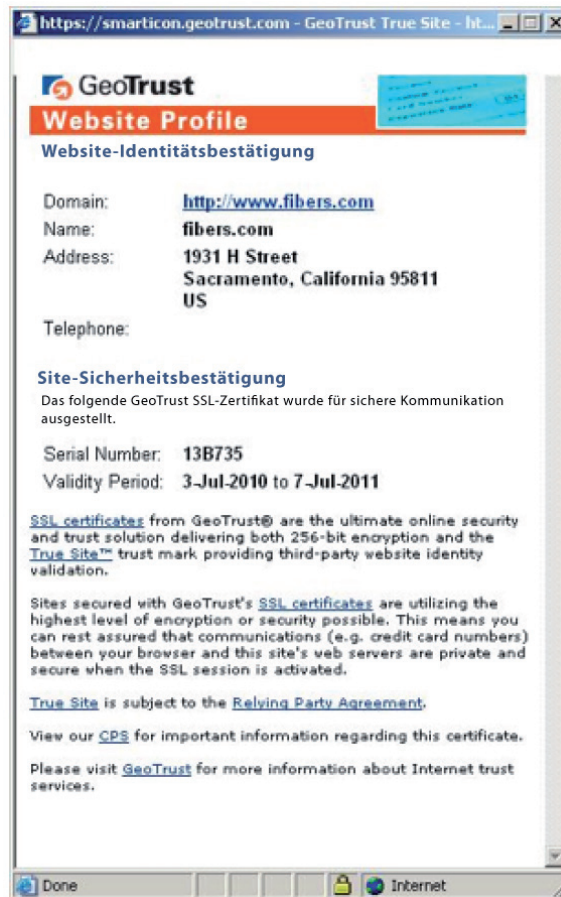 https://smarticon.geotrust.com - GeoTrust True Site - ht...
GeoTrust
Website Profile
Website-Identitätsbestätigung
Domain: http://www.fibers.com
Name: fibers.com
Address: 1931 H Street
Sacramento, California 95811
US
Telephone:
Site-Sicherheitsbestätigung
Das folgende GeoTrust SSL-Zertifikat wurde für sichere Kommunikation
ausgestellt.
Serial Number: 13B735
Validity Period: 3-Jul-2010 to 7-Jul-2011
SSL certificates from GeoTrust® are the ultimate online security
and trust solution delivering both 256-bit encryption and the
True Site™ trust mark providing third-party website identity
validation.
Sites secured with GeoTrust's SSL certificates are utilizing the
highest level of encryption or security possible. This means you
can rest assured that communications (e.g. credit card numbers)
between your browser and this site's web servers are private and
secure when the SSL session is activated.
True Site is subject to the Relying Party Agreement.
View our CPS for important information regarding this certificate.
Please visit GeoTrust for more information about Internet trust
services.
Done Internet